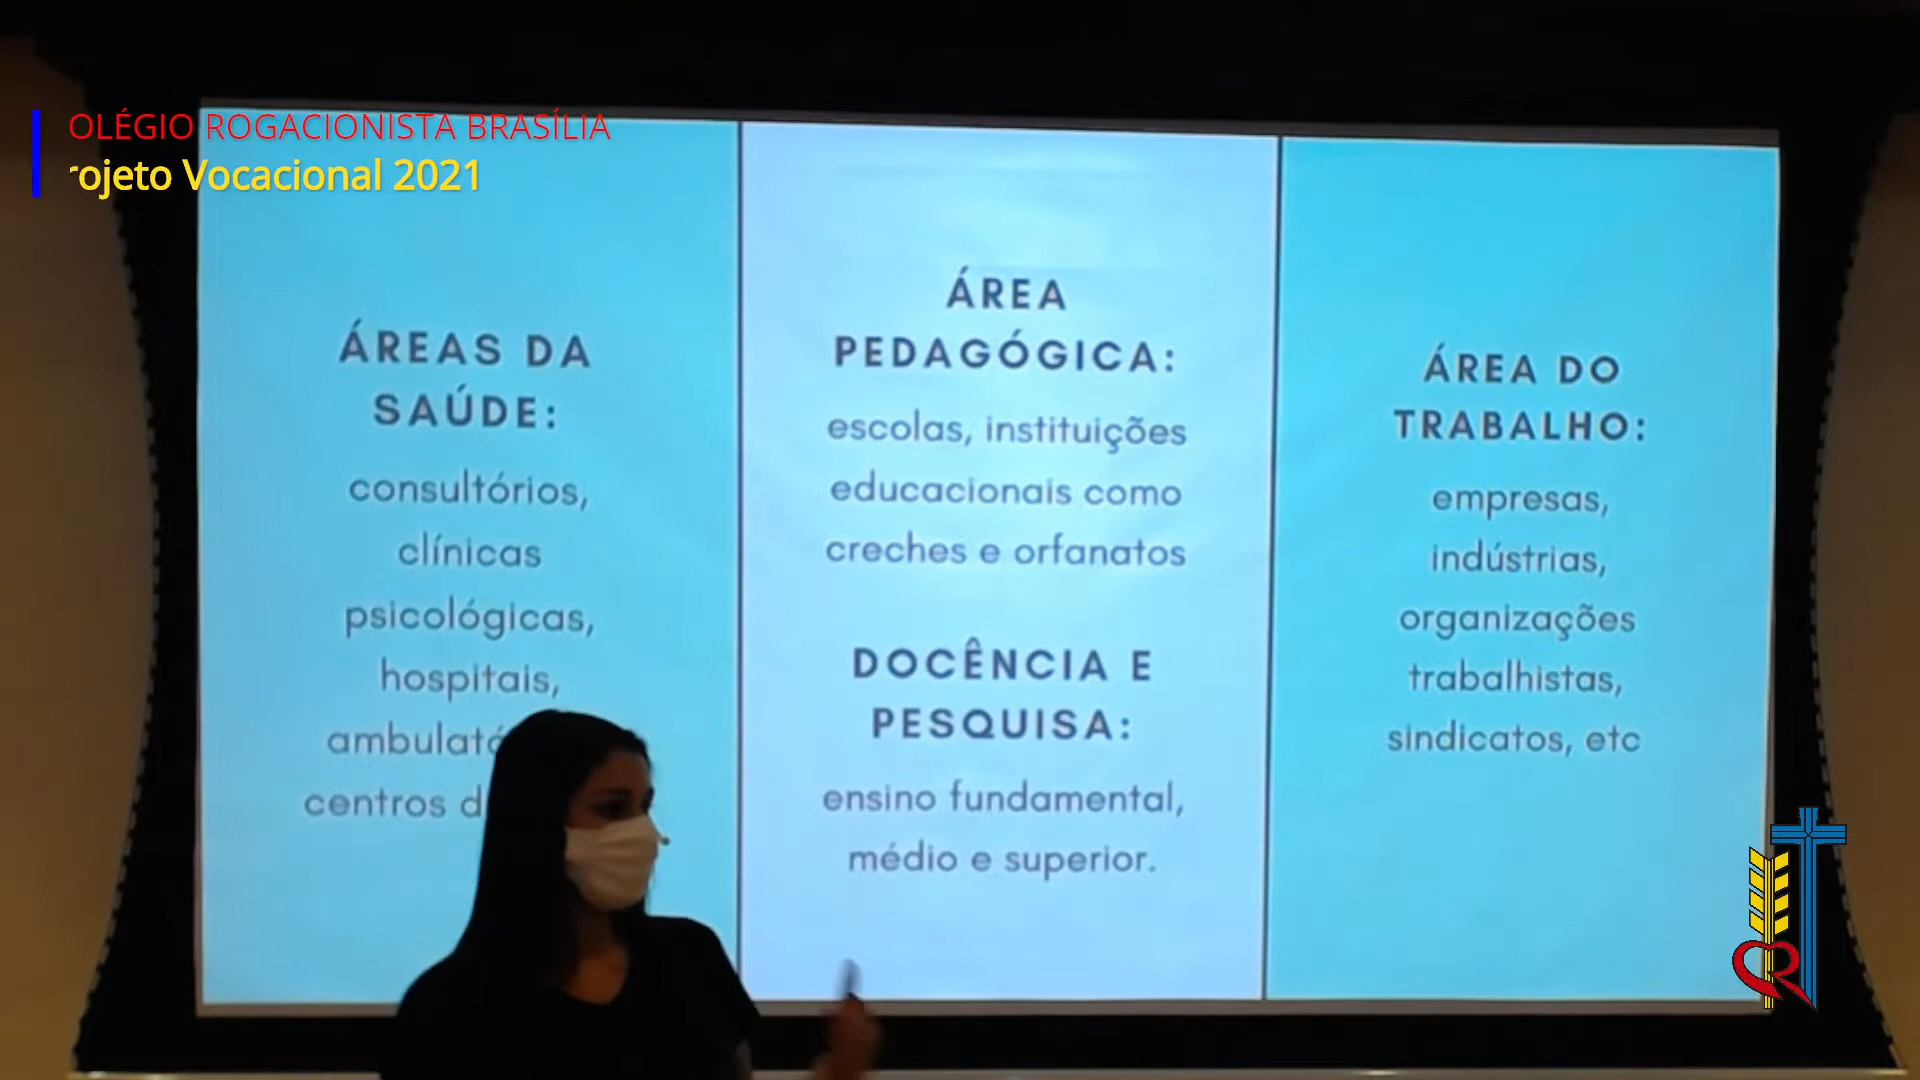 OLÉGIO ROGACIONISTA BRASÍLIA
rojeto Vocacional 2021
ÁREAS DA
SAÚDE:
consultórios,
clínicas
psicológicas,
hospitais,
centros
ÁREA
PEDAGÓGICA:
escolas, instituições
educacionais como
creches e orfanatos
DOCÊNCIA E
PESQUISA:
ensino fundamental,
médio e superior.
ÁREA DO
TRABALHO:
empresas,
indústrias,
organizações
trabalhistas,
sindicatos, etc